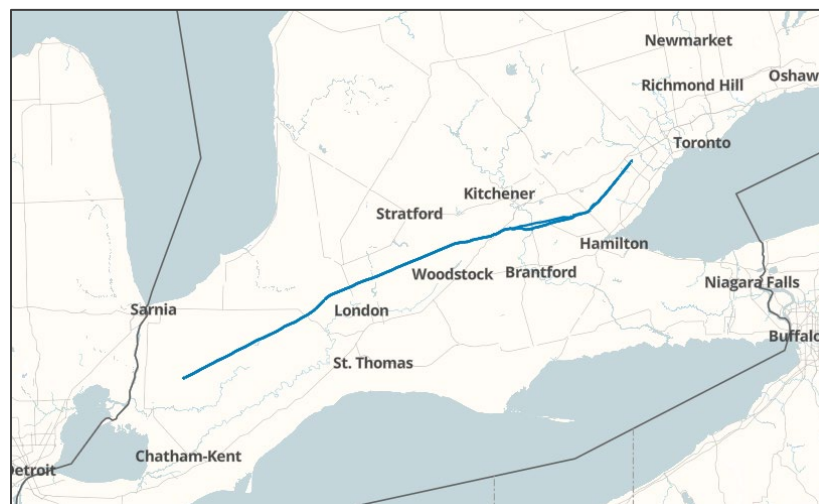 Newmarket
Richmond Hill
Oshaw
Toronto
Kitchener
Stratford
Hamilton
Woodstock
Brantford
Niagara Falls
Sarnia
London
Buffalo
St. Thomas
Chatham-Kent
Detroit